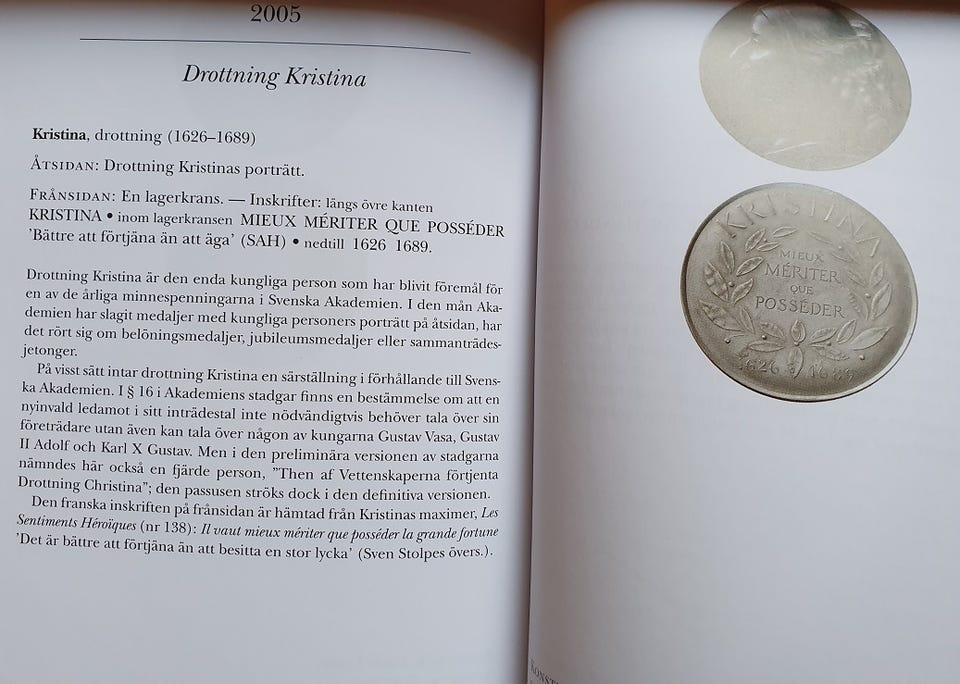 2005
Drottning Kristina
Kristina, drottning (1626–1689)
ÅTSIDAN: Drottning Kristinas porträtt.
FRÅNSIDAN: En lagerkrans. — Inskrifter: längs övre kanten
KRISTINA • inom lagerkransen MIEUX MÉRITER QUE POSSÉDER
'Bättre att förtjäna än att äga' (SAH) • nedtill 1626 1689.
Drottning Kristina är den enda kungliga person som har blivit föremål för
en av de årliga minnespenningarna i Svenska Akademien. I den mån Aka-
demien har slagit medaljer med kungliga personers porträtt på åtsidan, har
det rört sig om belöningsmedaljer, jubileumsmedaljer eller sammanträdes-
jetonger.
På visst sätt intar drottning Kristina en särställning i förhållande till Svens-
ka Akademien. I § 16 i Akademiens stadgar finns en bestämmelse om att en
nyinvald ledamot i sitt inträdestal inte nödvändigtvis behöver tala över sin
företrädare utan även kan tala över någon av kungarna Gustav Vasa, Gustav
II Adolf och Karl X Gustav. Men i den preliminära versionen av stadgarna
nämndes här också en fjärde person, ”Then af Vettenskaperna förtjenta
Drottning Christina”; den passusen ströks dock i den definitiva versionen.
Den franska inskriften på frånsidan är hämtad från Kristinas maximer, Les
Sentiments Héroïques (nr 138): Il vaut mieux mériter que posséder la grande fortune
'Det är bättre att förtjäna än att besitta en stor lycka' (Sven Stolpes övers.).
KRISTINA
MIEUX
MÉRITER
QUE
POSSÉDER
1626 1689